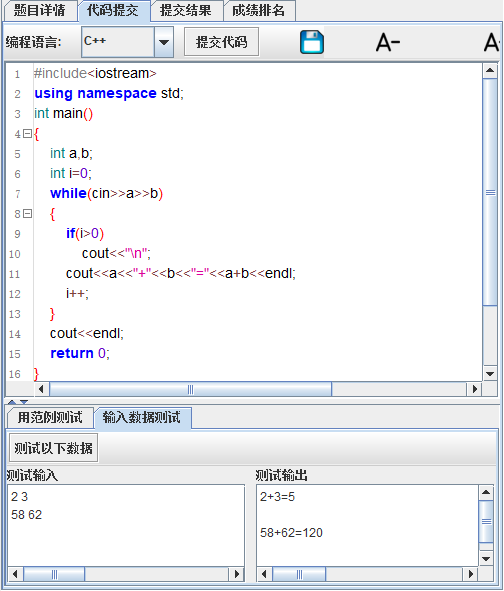 题目详情 代码提交 提交结果 成绩排名
编程语言: C++ 提交代码 A- A
1 #include<iostream>
2 using namespace std;
3 int main()
4 {
5 int a,b;
6 int i=0;
7 while(cin>>a>>b)
8 {
9 if(i>0)
10 cout<<"\n";
11 cout<<a<<"+"<<b<<"="<<a+b<<endl;
12 i++;
13 }
14 cout<<endl;
15 return 0;
16 }
用范例测试 输入数据测试
测试以下数据
测试输入 测试输出
2 3 2+3=5
58 62
58+62=120